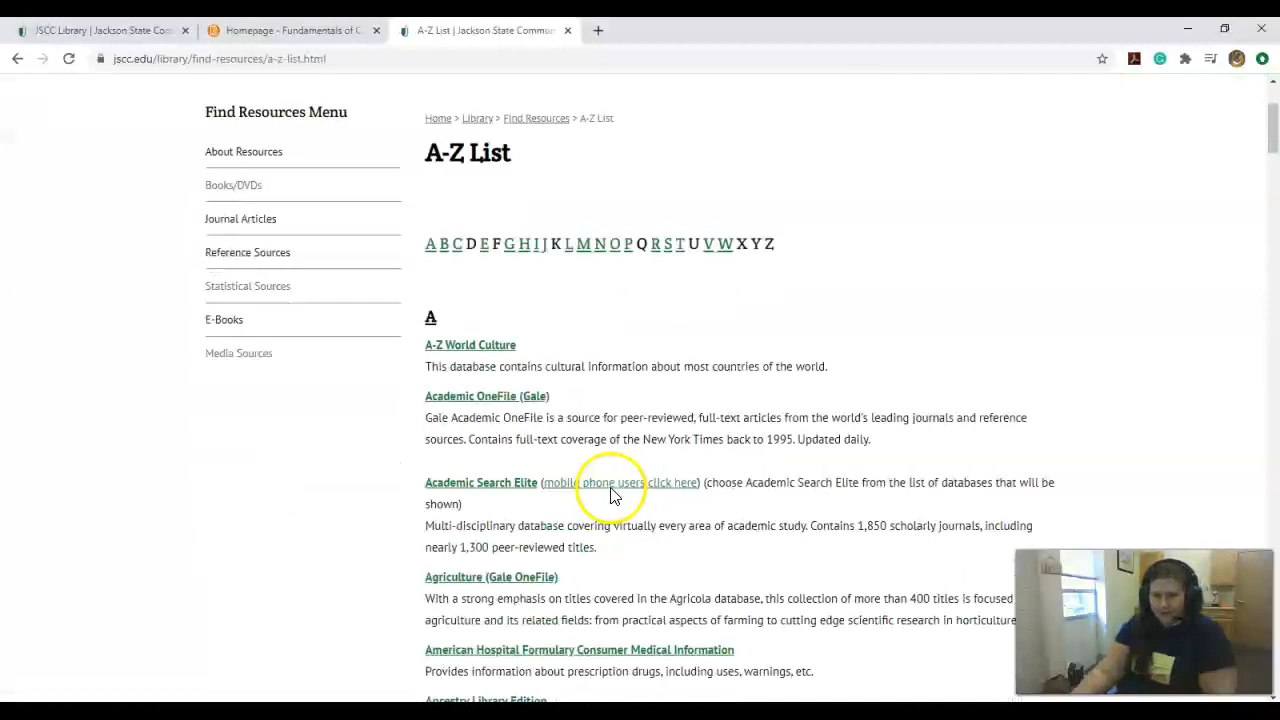 JSCC Library | Jackson State Com
Homepage - Fundamentals of C
A-Z List | Jackson State Commun
jscc.edu/library/find-resources/a-z-list.html
Find Resources Menu
About Resources
Books/DVDs
Journal Articles
Reference Sources
Statistical Sources
E-Books
Media Sources
Home > Library > Find Resources > A-Z List
A-Z List
A B C D E F G H I J K L M N O P Q R S T U V W X Y Z
A
A-Z World Culture
This database contains cultural information about most countries of the world.
Academic OneFile (Gale)
Gale Academic OneFile is a source for peer-reviewed, full-text articles from the world's leading journals and reference
sources. Contains full-text coverage of the New York Times back to 1995. Updated daily.
Academic Search Elite (mobile phone users click here) (choose Academic Search Elite from the list of databases that will be
shown)
Multi-disciplinary database covering virtually every area of academic study. Contains 1,850 scholarly journals, including
nearly 1,300 peer-reviewed titles.
Agriculture (Gale OneFile)
With a strong emphasis on titles covered in the Agricola database, this collection of more than 400 titles is focused
agriculture and its related fields: from practical aspects of farming to cutting edge scientific research in horticulture
American Hospital Formulary Consumer Medical Information
Provides information about prescription drugs, including uses, warnings, etc.
Ancestry Library Edition